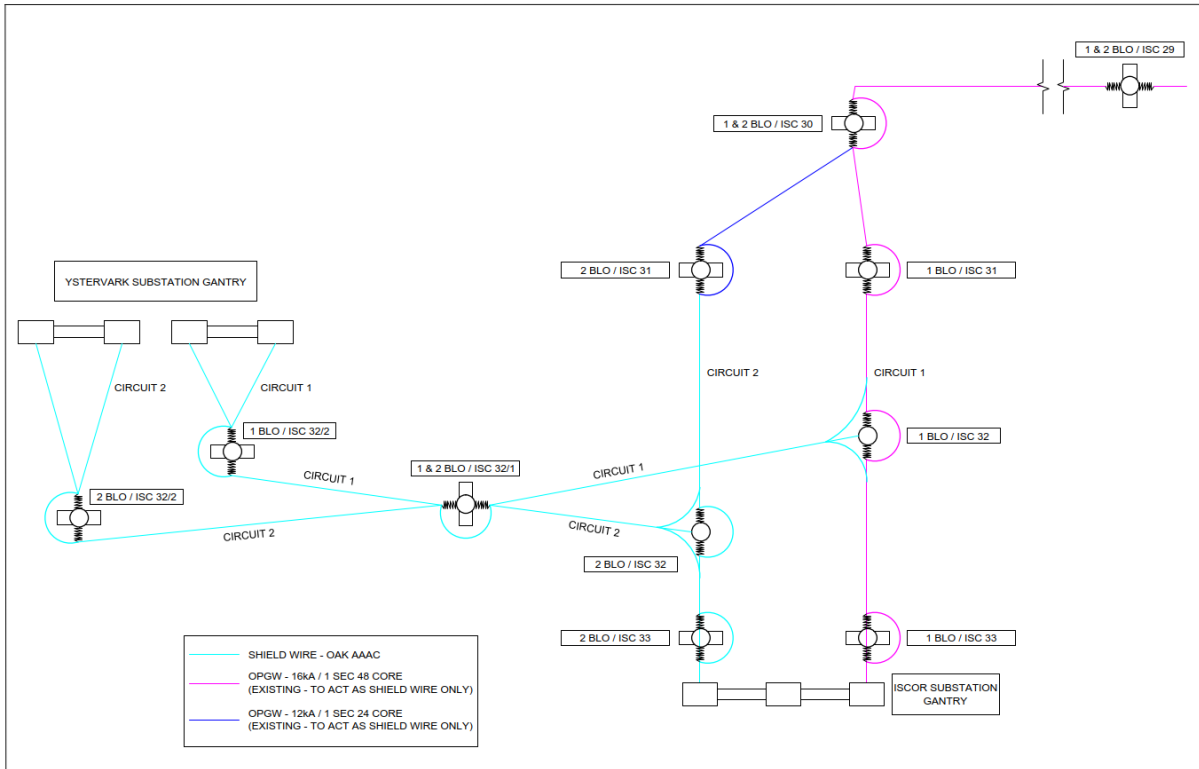 1 & 2 BLO / ISC 29
1 & 2 BLO / ISC 30
2 BLO / ISC 31
1 BLO / ISC 31
YSTERVARK SUBSTATION GANTRY
CIRCUIT 2
CIRCUIT 1
CIRCUIT 2
CIRCUIT 1
1 BLO / ISC 32/2
1 BLO / ISC 32
1 & 2 BLO / ISC 32/1
CIRCUIT 1
CIRCUIT 1
2 BLO / ISC 32/2
CIRCUIT 2
CIRCUIT 2
2 BLO / ISC 32
2 BLO / ISC 33
1 BLO / ISC 33
SHIELD WIRE - OAK AAAC
OPGW - 16kA / 1 SEC 48 CORE
(EXISTING - TO ACT AS SHIELD WIRE ONLY)
OPGW - 12kA / 1 SEC 24 CORE
(EXISTING - TO ACT AS SHIELD WIRE ONLY)
ISCOR SUBSTATION
GANTRY